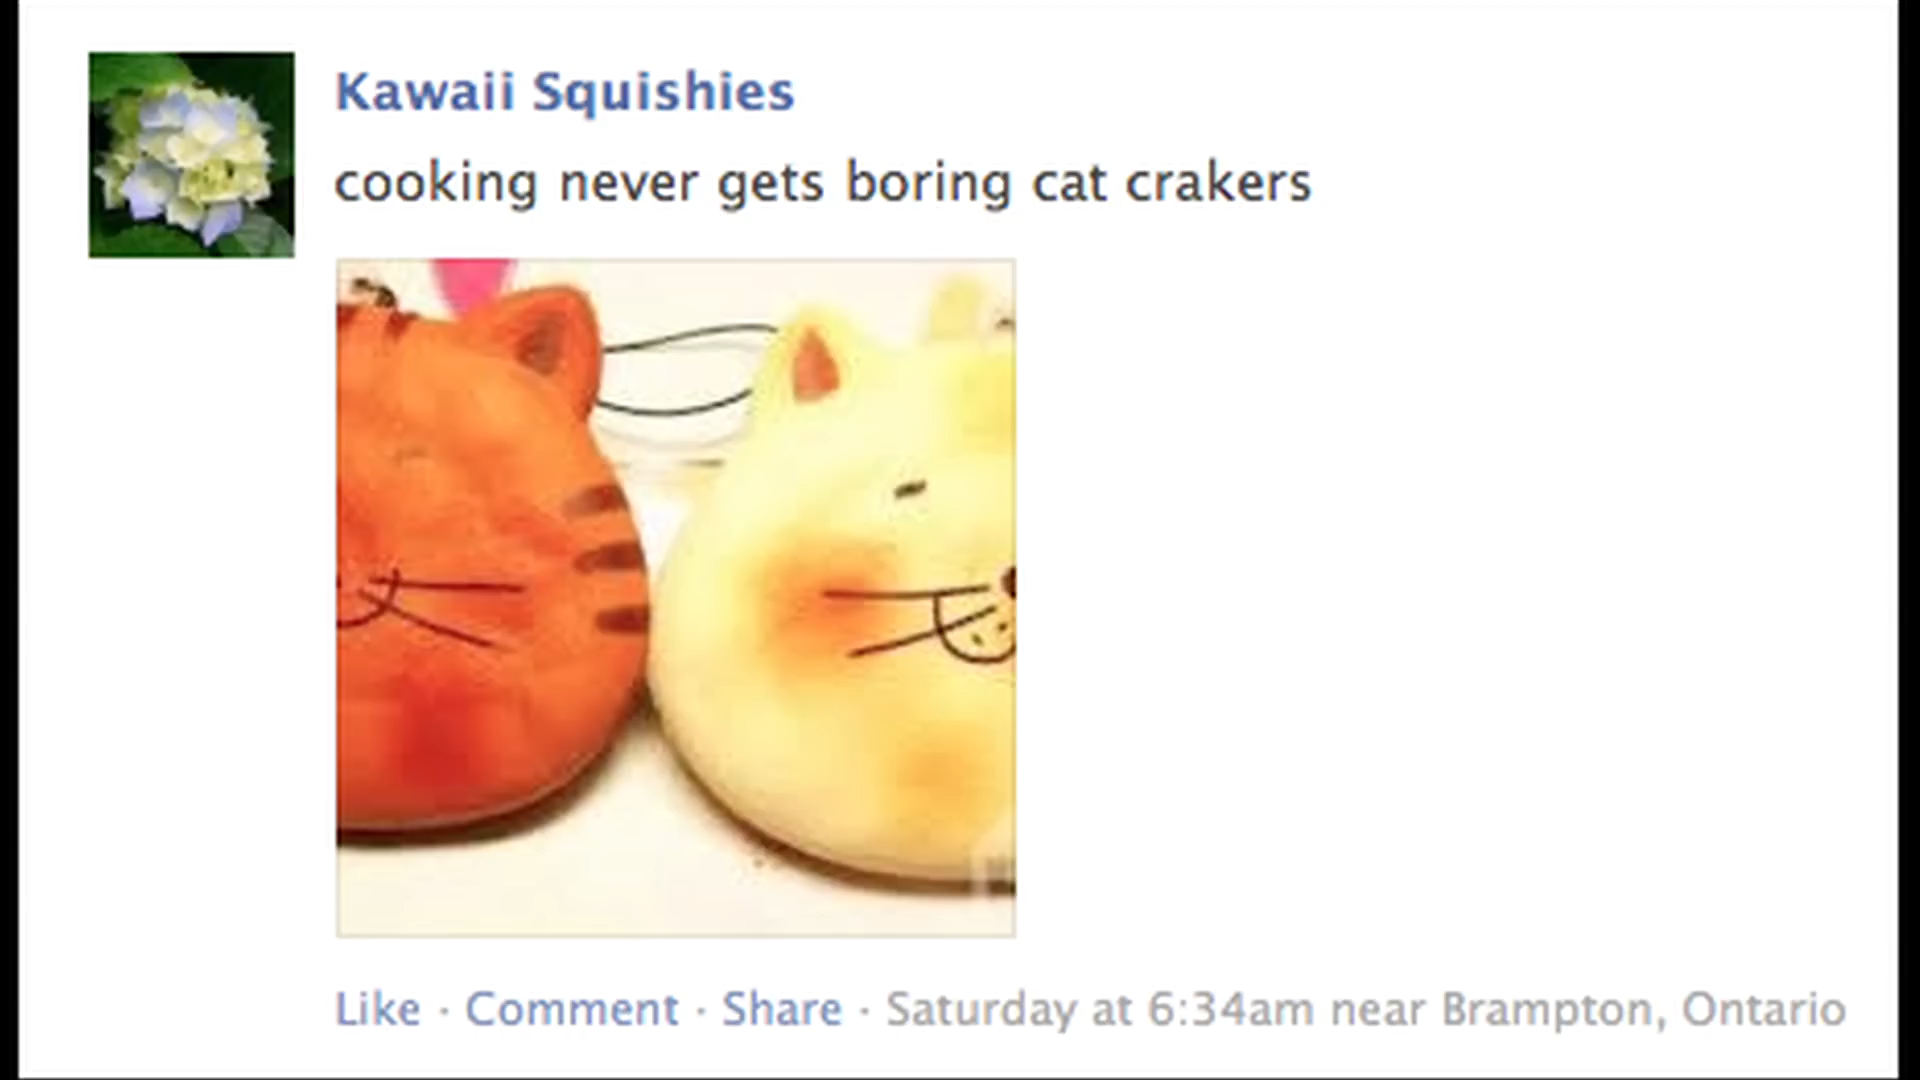 Kawaii Squishies
cooking never gets boring cat crakers
Like · Comment · Share · Saturday at 6:34am near Brampton, Ontario